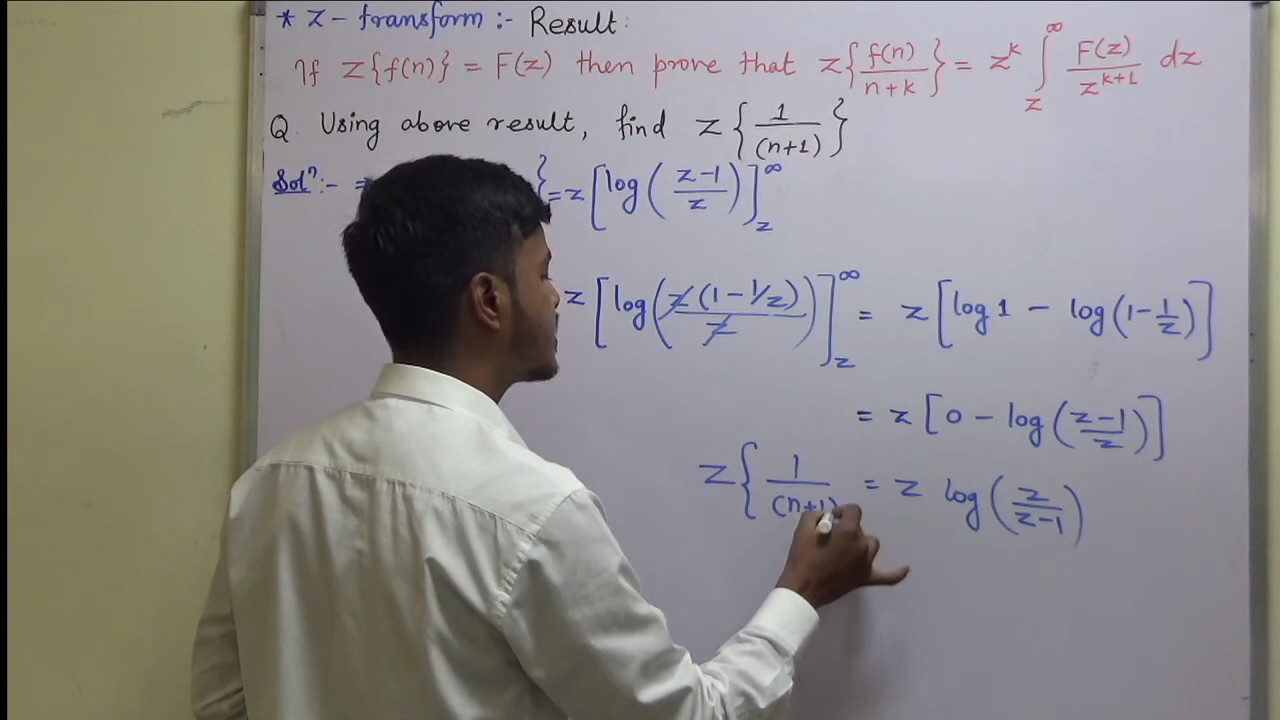 * Z - transform :- Result:
If Z{f(n)} = F(z) then prove that Z{f(n)/(n+k)} = z^k ∫_z^∞ F(z)/z^(k+1) dz
Q. Using above result, find Z{1/(n+1)}
Solⁿ:- } = z [log((z-1)/z)]_z^∞
z [log(z(1-1/z)/z)]_z^∞ = z [log 1 - log(1-1/z)]
= z [0 - log((z-1)/z)]
Z{1/(n+1) = z log(z/(z-1))